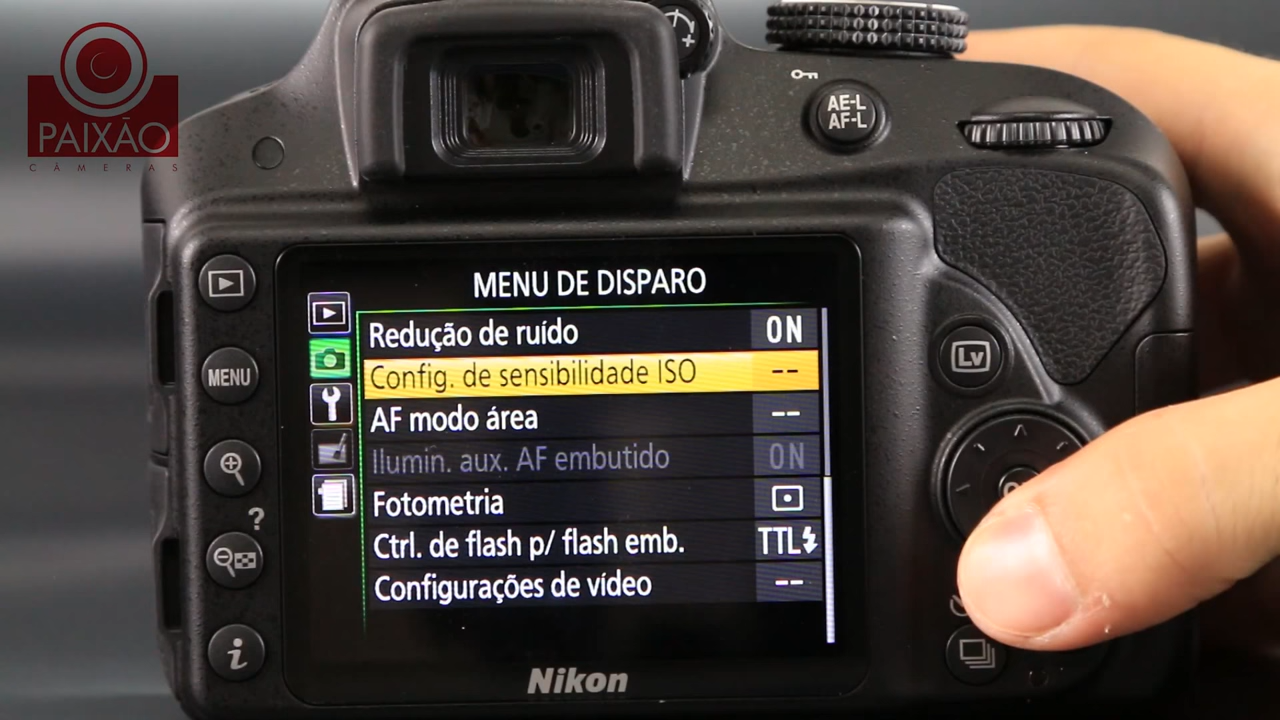 PAIXÃO
CÂMERAS
AE-L
AF-L
MENU DE DISPARO
Redução de ruído ON
Config. de sensibilidade ISO --
AF modo área --
Ilumin. aux. AF embutido ON
Fotometria
Ctrl. de flash p/ flash emb. TTL
Configurações de vídeo --
MENU
?
i
Lv
Nikon